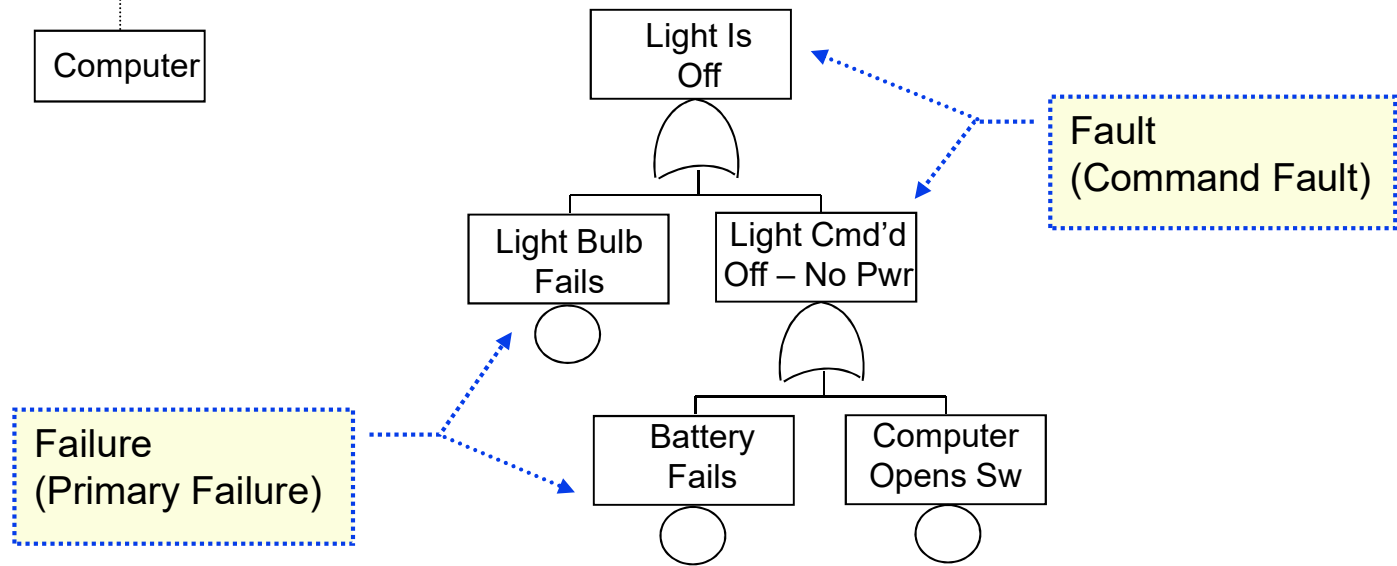 Computer
Light Is
Off
Fault
(Command Fault)
Light Bulb
Fails
Light Cmd’d
Off – No Pwr
Failure
(Primary Failure)
Battery
Fails
Computer
Opens Sw